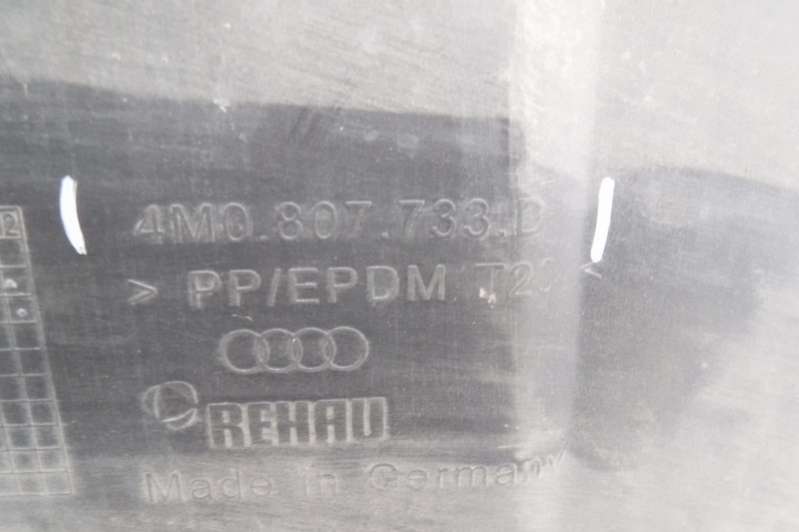 4M0.807.733.D
> PP/EPDM T20 <
REHAU
Made in Germany